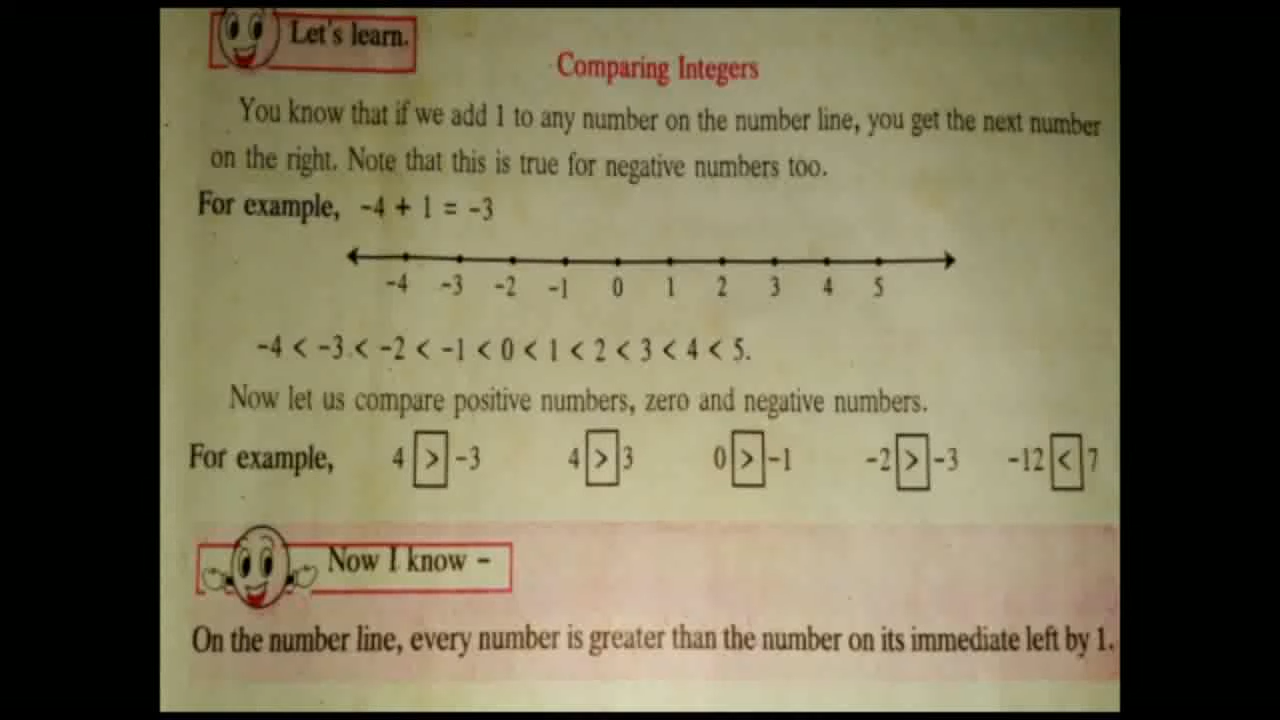 Let's learn.
Comparing Integers
You know that if we add 1 to any number on the number line, you get the next number
on the right. Note that this is true for negative numbers too.
For example, -4 + 1 = -3
-4 -3 -2 -1 0 1 2 3 4 5
-4 < -3 < -2 < -1 < 0 < 1 < 2 < 3 < 4 < 5.
Now let us compare positive numbers, zero and negative numbers.
For example, 4 > -3 4 > 3 0 > -1 -2 > -3 -12 < 7
Now I know -
On the number line, every number is greater than the number on its immediate left by 1.